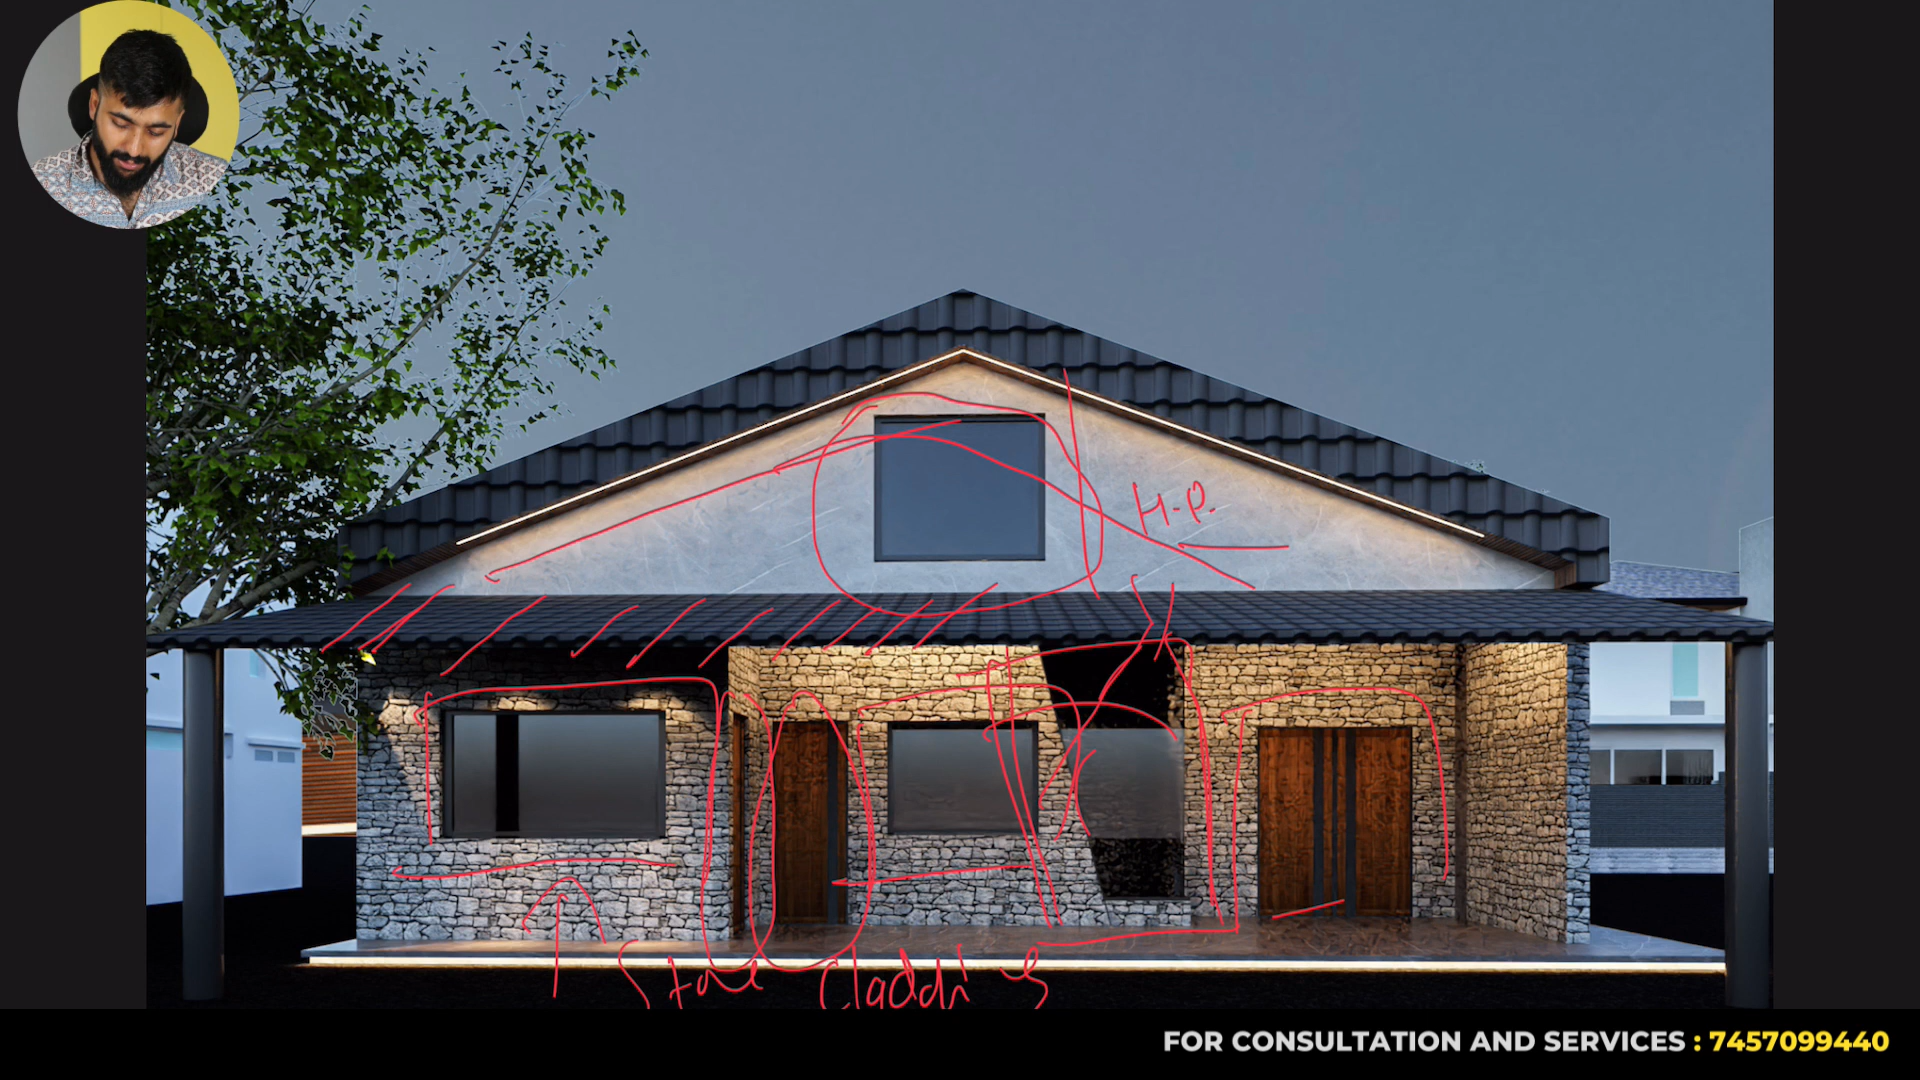 H.P.
Stone Cladding
FOR CONSULTATION AND SERVICES : 7457099440